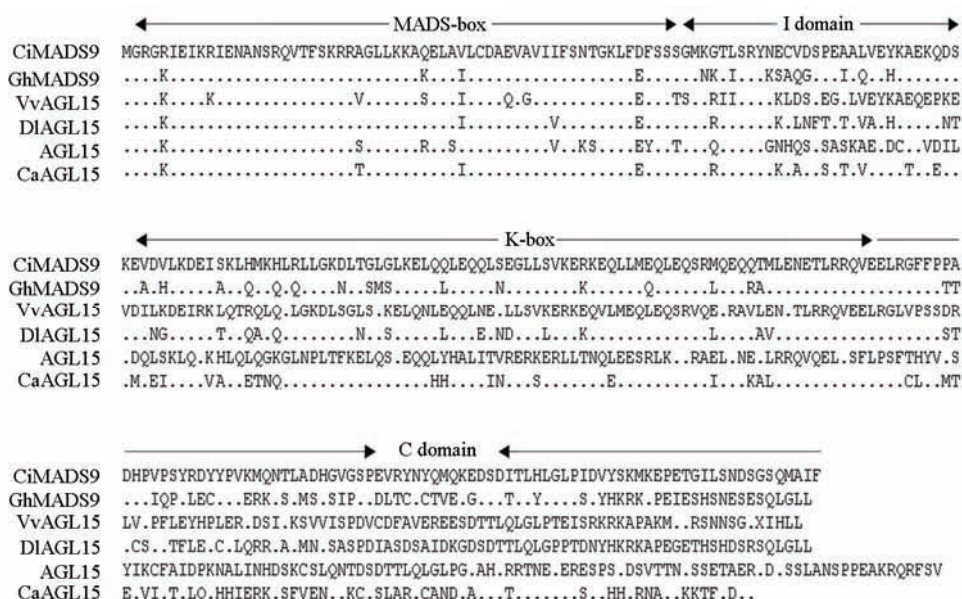 MADS-box I domain
CiMADS9 MGRGRIEIKRIENANSRQVTFSKRRAGLLKKAQELAVLCDAEVAVIIFSNTGKLFDFSSSGMKGTLSRYNECVDSPEAALVEYKAEKQDS
GhMADS9 ....K.........................K..I.................E.....NK.I...KSAQG...I.Q..H.......
VvAGL15 ....K...K..............V........S...I....Q.G..........E...TS.RII....KLDS.EG.LVEYKAEQEPKE
DlAGL15 ....K.............................I.........V........E.......R......K.LNFT.T.VA.H.....NT
AGL15 ....K...................S.....R..S..........V..KS....EY..T...Q.....GNHQS.SASKAE.DC..VDIL
CaAGL15 ....K...................T.........I..................E.......R......K.A..S.T.V....T..E..
K-box
CiMADS9 KEVDVLKDEISKLHMKHLRLLGKDLTGLGLKELQQLEQQLSEGLLSVKERKEQLLMEQLEQSRMQEQQTMLENETLRRQVEELRGFFPPA
GhMADS9 ..A.H.....A..Q..Q.Q....N..SMS.....L.....N........K......Q......L...RA.................TT
VvAGL15 VDILKDEIRKLQTRQLQ.LGKDLSGLS.KELQNLEQQLNE.LLSVKERKEQVLMEQLEQSRVQE.RAVLEN.TLRRQVEELRGLVPSSDR
DlAGL15 ...NG.....T..QA.Q........N..S......L...E.ND...L...K.............L....AV...............ST
AGL15 .DQLSKLQ.KHLQLQGKGLNPLTFKELQS.EQQLYHALITVRERKERLLTNQLEESRLK..RAELN.ELRRQVQEL.SFLPSFTHYV.S
CaAGL15 .M.EI...VA..ETNQ................HH....IN...S.......E..........I...KAL.............CL..MT
C domain
CiMADS9 DHPVPSYRDYYPVKMQNTLADHGVGSPEVRYNYQMQKEDSDITLHLGLPIDVYSKMKEPETGILSNDSGSQMAIF
GhMADS9 ...IQP.LEC...ERK.S.MS.SIP..DLTC.CTVE.G...T..Y....S.YHKRK.PEIESHSNESESQLGLL
VvAGL15 LV.PFLEYHPLER.DSI.KSVVISPDVCDFAVEREESDTTLQLGLPTEISRKRKAPAKM..RSNNSG.XIHLL
DlAGL15 .CS..TFLE.C.LQRR.A.MN.SASPDIASDSAIDKGDSDTTLQLGPPTDNYHKRKAPEGETHSHDSRSQLGLL
AGL15 YIKCFAIDPKNALINHDSKCSLQNTDSDTTLQLGLPG.AH.RRTNE.ERESPS.DSVTTN.SSETAERD.SSLANSPPEAKRQRFSV
CaAGL15 E.VI.T.LQ.HHIERK.SFVEN..KC.SLAR.CAND.A...T.......S..HH.RNA..KKTF.D..